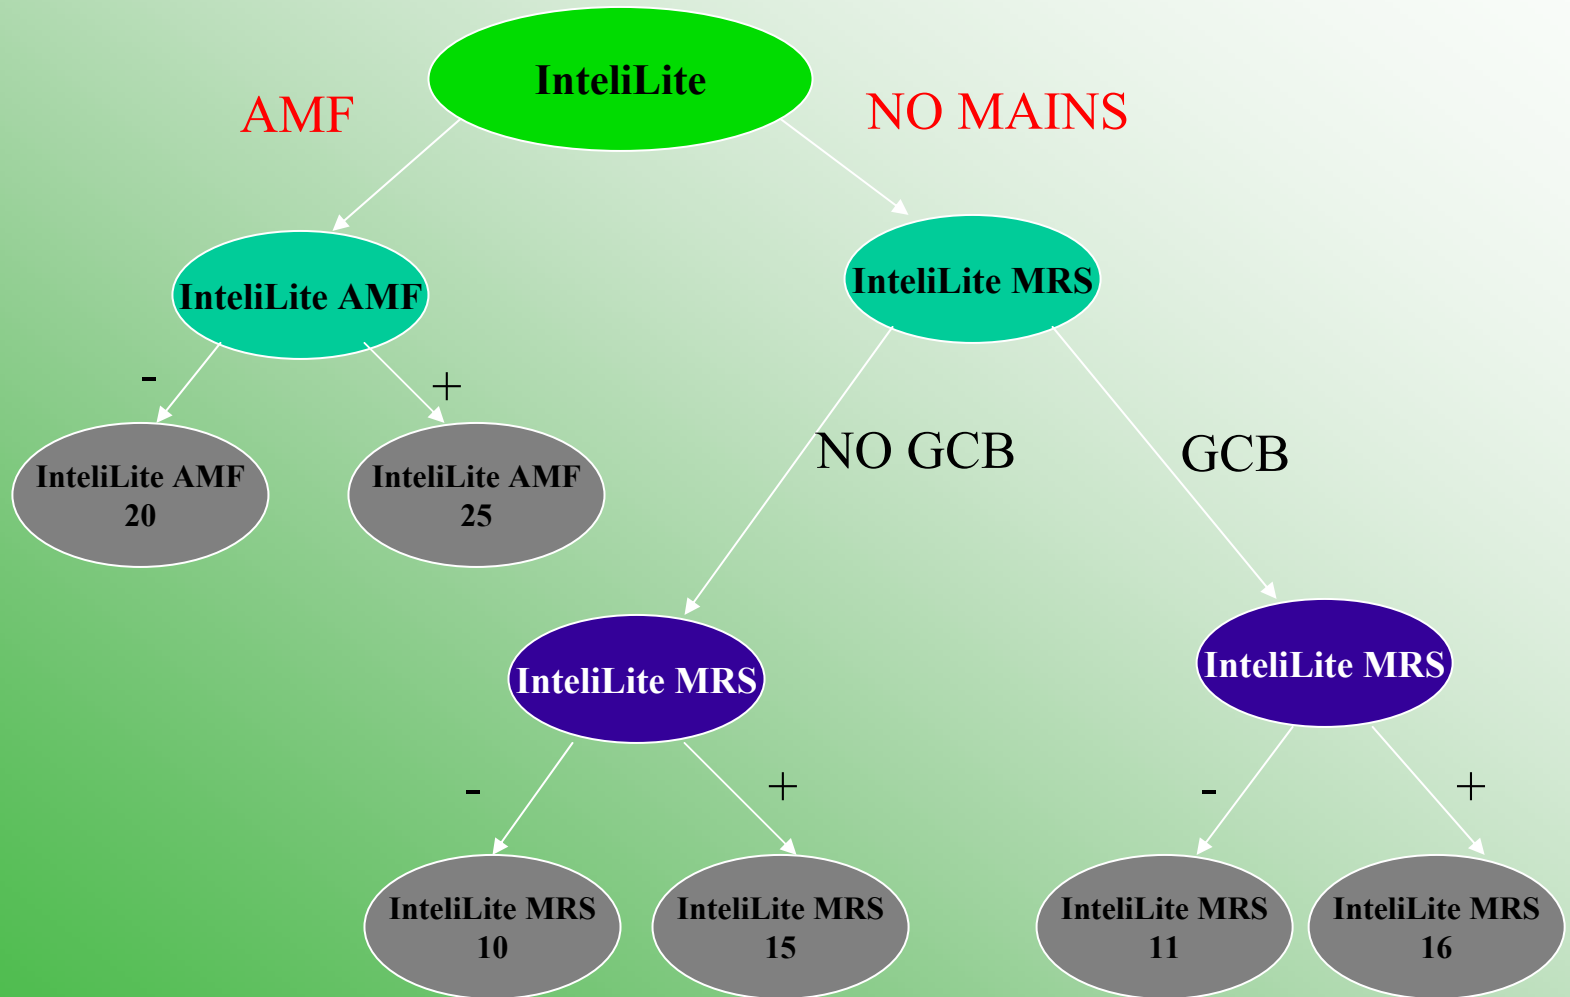 InteliLite
AMF
NO MAINS
InteliLite AMF
InteliLite MRS
-
+
InteliLite AMF
20
InteliLite AMF
25
NO GCB
GCB
InteliLite MRS
InteliLite MRS
-
+
-
+
InteliLite MRS
10
InteliLite MRS
15
InteliLite MRS
11
InteliLite MRS
16